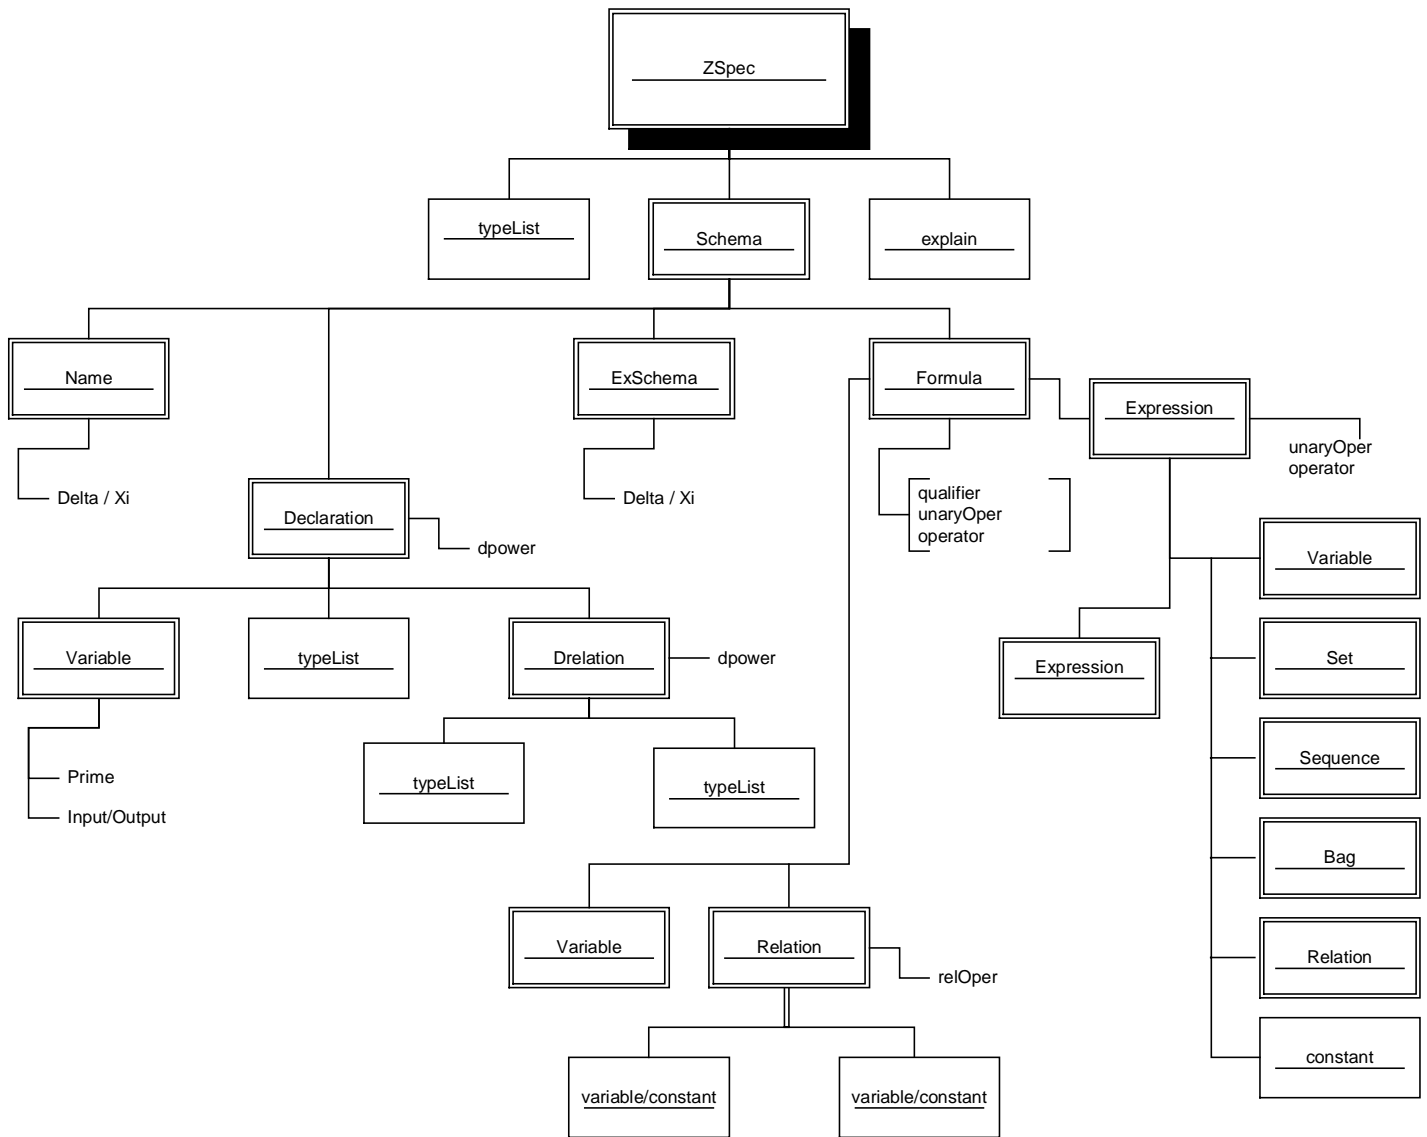 ZSpec
typeList
Schema
explain
Name
ExSchema
Formula
Expression
unaryOper
operator
Delta / Xi
Delta / Xi
qualifier
unaryOper
operator
Declaration
dpower
Variable
Variable
typeList
Drelation
dpower
Expression
Set
Prime
Input/Output
typeList
typeList
Sequence
Bag
Variable
Relation
relOper
Relation
variable/constant
variable/constant
constant